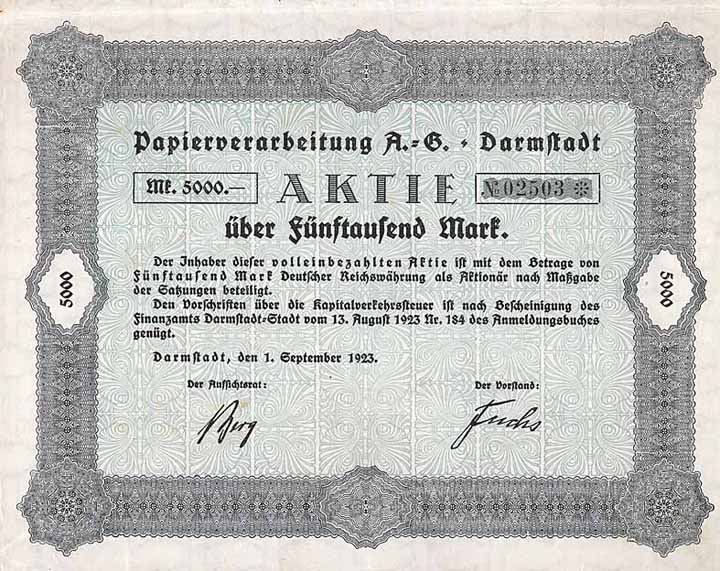 Papierverarbeitung A.=G. · Darmstadt
Mk. 5000.— AKTIE № 02503 ✻
über Fünftausend Mark.
Der Inhaber dieser volleinbezahlten Aktie ist mit dem Betrage von
Fünftausend Mark Deutscher Reichswährung als Aktionär nach Maßgabe
der Satzungen beteiligt.
Den Vorschriften über die Kapitalverkehrssteuer ist nach Bescheinigung des
Finanzamts Darmstadt=Stadt vom 13. August 1923 Nr. 184 des Anmeldungsbuches
genügt.
5000
5000
Darmstadt, den 1. September 1923.
Der Aufsichtsrat: Der Vorstand:
Berg Fuchs